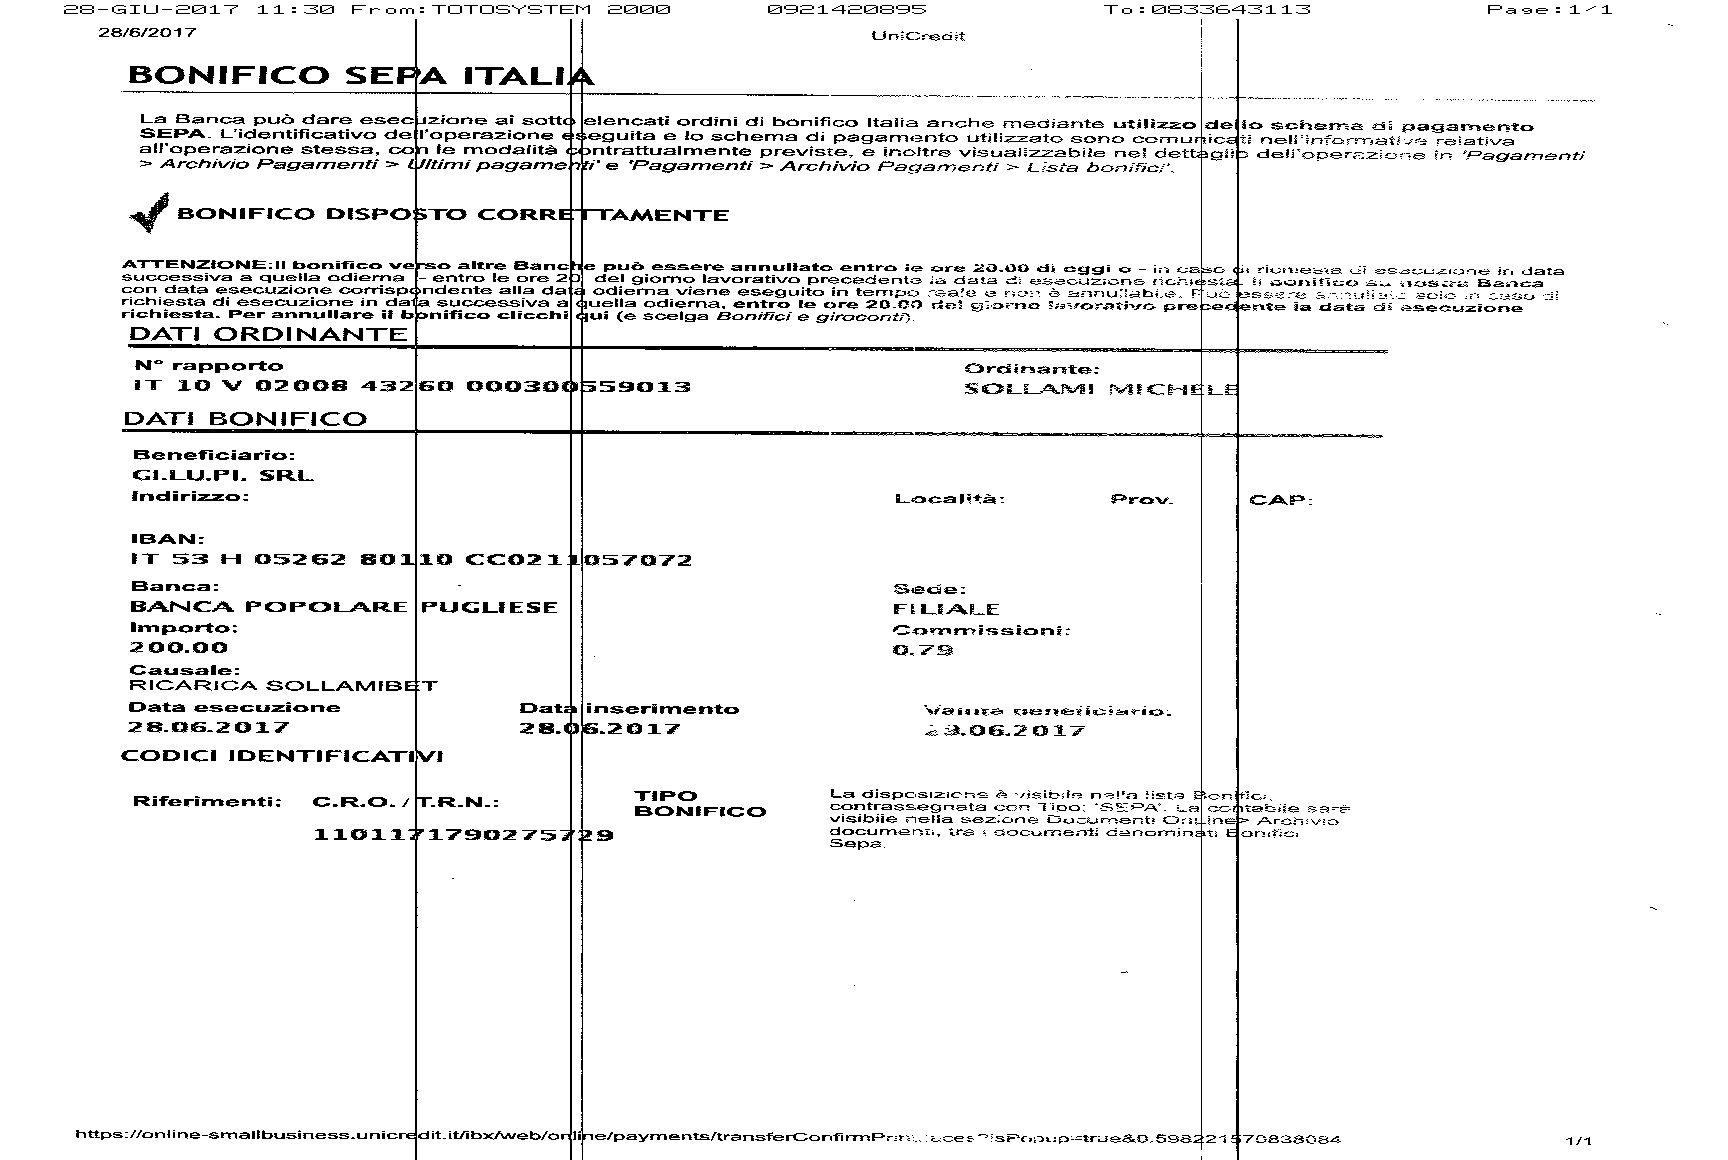 28-GIU-2017 11:30 From:TOTOSYSTEM 2000 0921420895 To:0833643113 Page:1/1
28/6/2017 UniCredit
BONIFICO SEPA ITALIA
La Banca può dare esecuzione ai sotto elencati ordini di bonifico Italia anche mediante utilizzo dello schema di pagamento
SEPA. L'identificativo dell'operazione eseguita e lo schema di pagamento utilizzato sono comunicati nell'informativa relativa
all'operazione stessa, con le modalità contrattualmente previste, e inoltre visualizzabile nel dettaglio dell'operazione in 'Pagamenti
> Archivio Pagamenti > Ultimi pagamenti' e 'Pagamenti > Archivio Pagamenti > Lista bonifici'.
BONIFICO DISPOSTO CORRETTAMENTE
ATTENZIONE:Il bonifico verso altre Banche può essere annullato entro le ore 20.00 di oggi o - in caso di richiesta di esecuzione in data
successiva a quella odierna - entro le ore 20 del giorno lavorativo precedente la data di esecuzione richiesta. Il bonifico su nostra Banca
con data esecuzione corrispondente alla data odierna viene eseguito in tempo reale e non è annullabile. Può essere annullato solo in caso di
richiesta di esecuzione in data successiva a quella odierna, entro le ore 20.00 del giorno lavorativo precedente la data di esecuzione
richiesta. Per annullare il bonifico clicchi qui (e scelga Bonifici e giroconti).
DATI ORDINANTE
N° rapporto Ordinante:
IT 10 V 02008 43260 000300559013 SOLLAMI MICHELE
DATI BONIFICO
Beneficiario:
GI.LU.PI. SRL
Indirizzo: Località: Prov. CAP:
IBAN:
IT 53 H 05262 80110 CC0211057072
Banca: Sede:
BANCA POPOLARE PUGLIESE FILIALE
Importo: Commissioni:
200.00 0.79
Causale:
RICARICA SOLLAMIBET
Data esecuzione Data inserimento Valuta beneficiario:
28.06.2017 28.06.2017 29.06.2017
CODICI IDENTIFICATIVI
Riferimenti: C.R.O. / T.R.N.: TIPO BONIFICO
1101171790275729
La disposizione è visibile nella lista Bonifici,
contrassegnata con Tipo: 'SEPA'. La contabile sarà
visibile nella sezione Documenti OnLine> Archivio
documenti, tra i documenti denominati Bonifici
Sepa.
https://online-smallbusiness.unicredit.it/ibx/web/online/payments/transferConfirmPrint 1/1